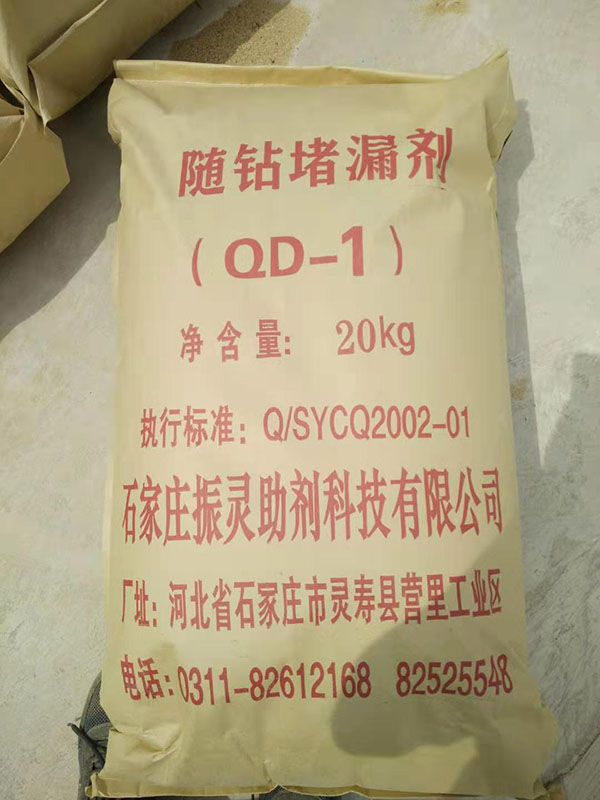 随钻堵漏剂
（QD-1）
净含量: 20kg
执行标准: Q/SYCQ2002-01
石家庄振灵助剂科技有限公司
厂址: 河北省石家庄市灵寿县营里工业区
电话: 0311-82612168 82525548